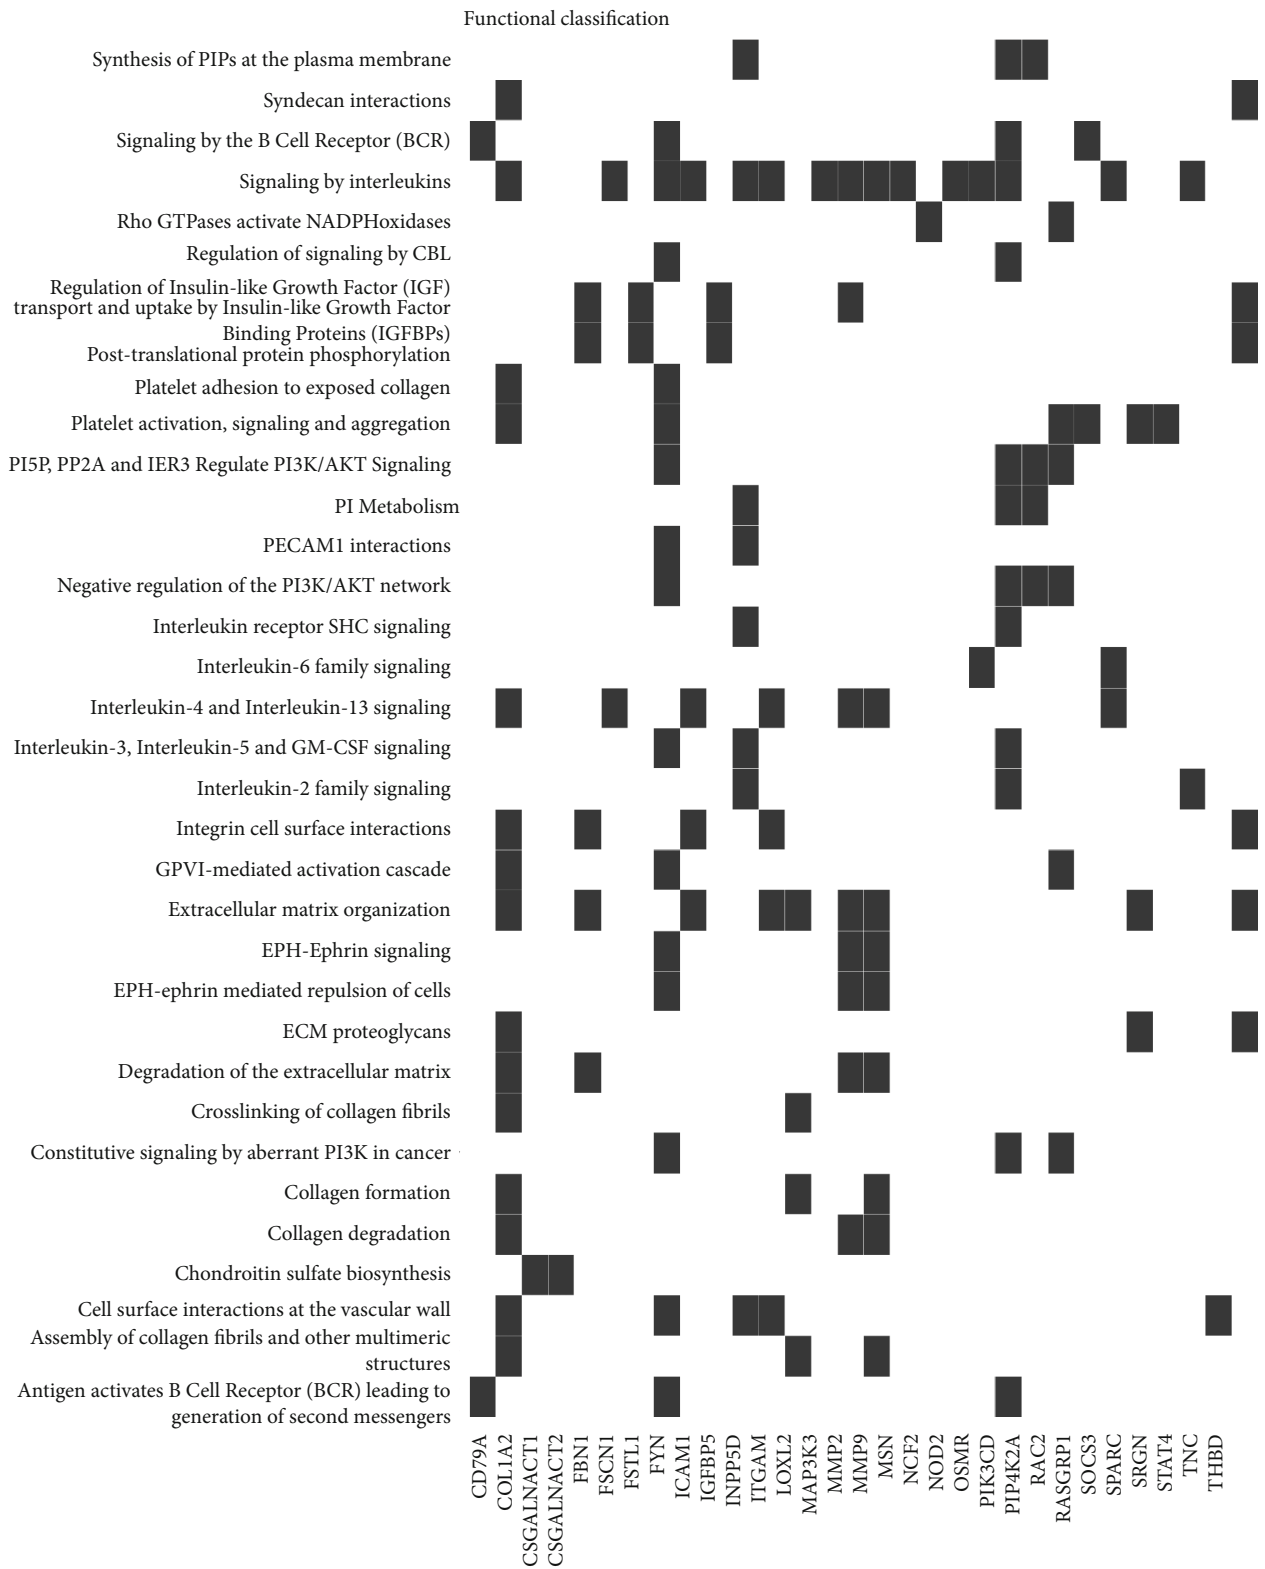 Functional classification
Synthesis of PIPs at the plasma membrane
Syndecan interactions
Signaling by the B Cell Receptor (BCR)
Signaling by interleukins
Rho GTPases activate NADPHoxidases
Regulation of signaling by CBL
Regulation of Insulin-like Growth Factor (IGF)
transport and uptake by Insulin-like Growth Factor
Binding Proteins (IGFBPs)
Post-translational protein phosphorylation
Platelet adhesion to exposed collagen
Platelet activation, signaling and aggregation
PI5P, PP2A and IER3 Regulate PI3K/AKT Signaling
PI Metabolism
PECAM1 interactions
Negative regulation of the PI3K/AKT network
Interleukin receptor SHC signaling
Interleukin-6 family signaling
Interleukin-4 and Interleukin-13 signaling
Interleukin-3, Interleukin-5 and GM-CSF signaling
Interleukin-2 family signaling
Integrin cell surface interactions
GPVI-mediated activation cascade
Extracellular matrix organization
EPH-Ephrin signaling
EPH-ephrin mediated repulsion of cells
ECM proteoglycans
Degradation of the extracellular matrix
Crosslinking of collagen fibrils
Constitutive signaling by aberrant PI3K in cancer
Collagen formation
Collagen degradation
Chondroitin sulfate biosynthesis
Cell surface interactions at the vascular wall
Assembly of collagen fibrils and other multimeric
structures
Antigen activates B Cell Receptor (BCR) leading to
generation of second messengers
CD79A
COL1A2
CSGALNACT1
CSGALNACT2
FBN1
FSCN1
FSTL1
FYN
ICAM1
IGFBP5
INPP5D
ITGAM
LOXL2
MAP3K3
MMP2
MMP9
MSN
NCF2
NOD2
OSMR
PIK3CD
PIP4K2A
RAC2
RASGRP1
SOCS3
SPARC
SRGN
STAT4
TNC
THBD